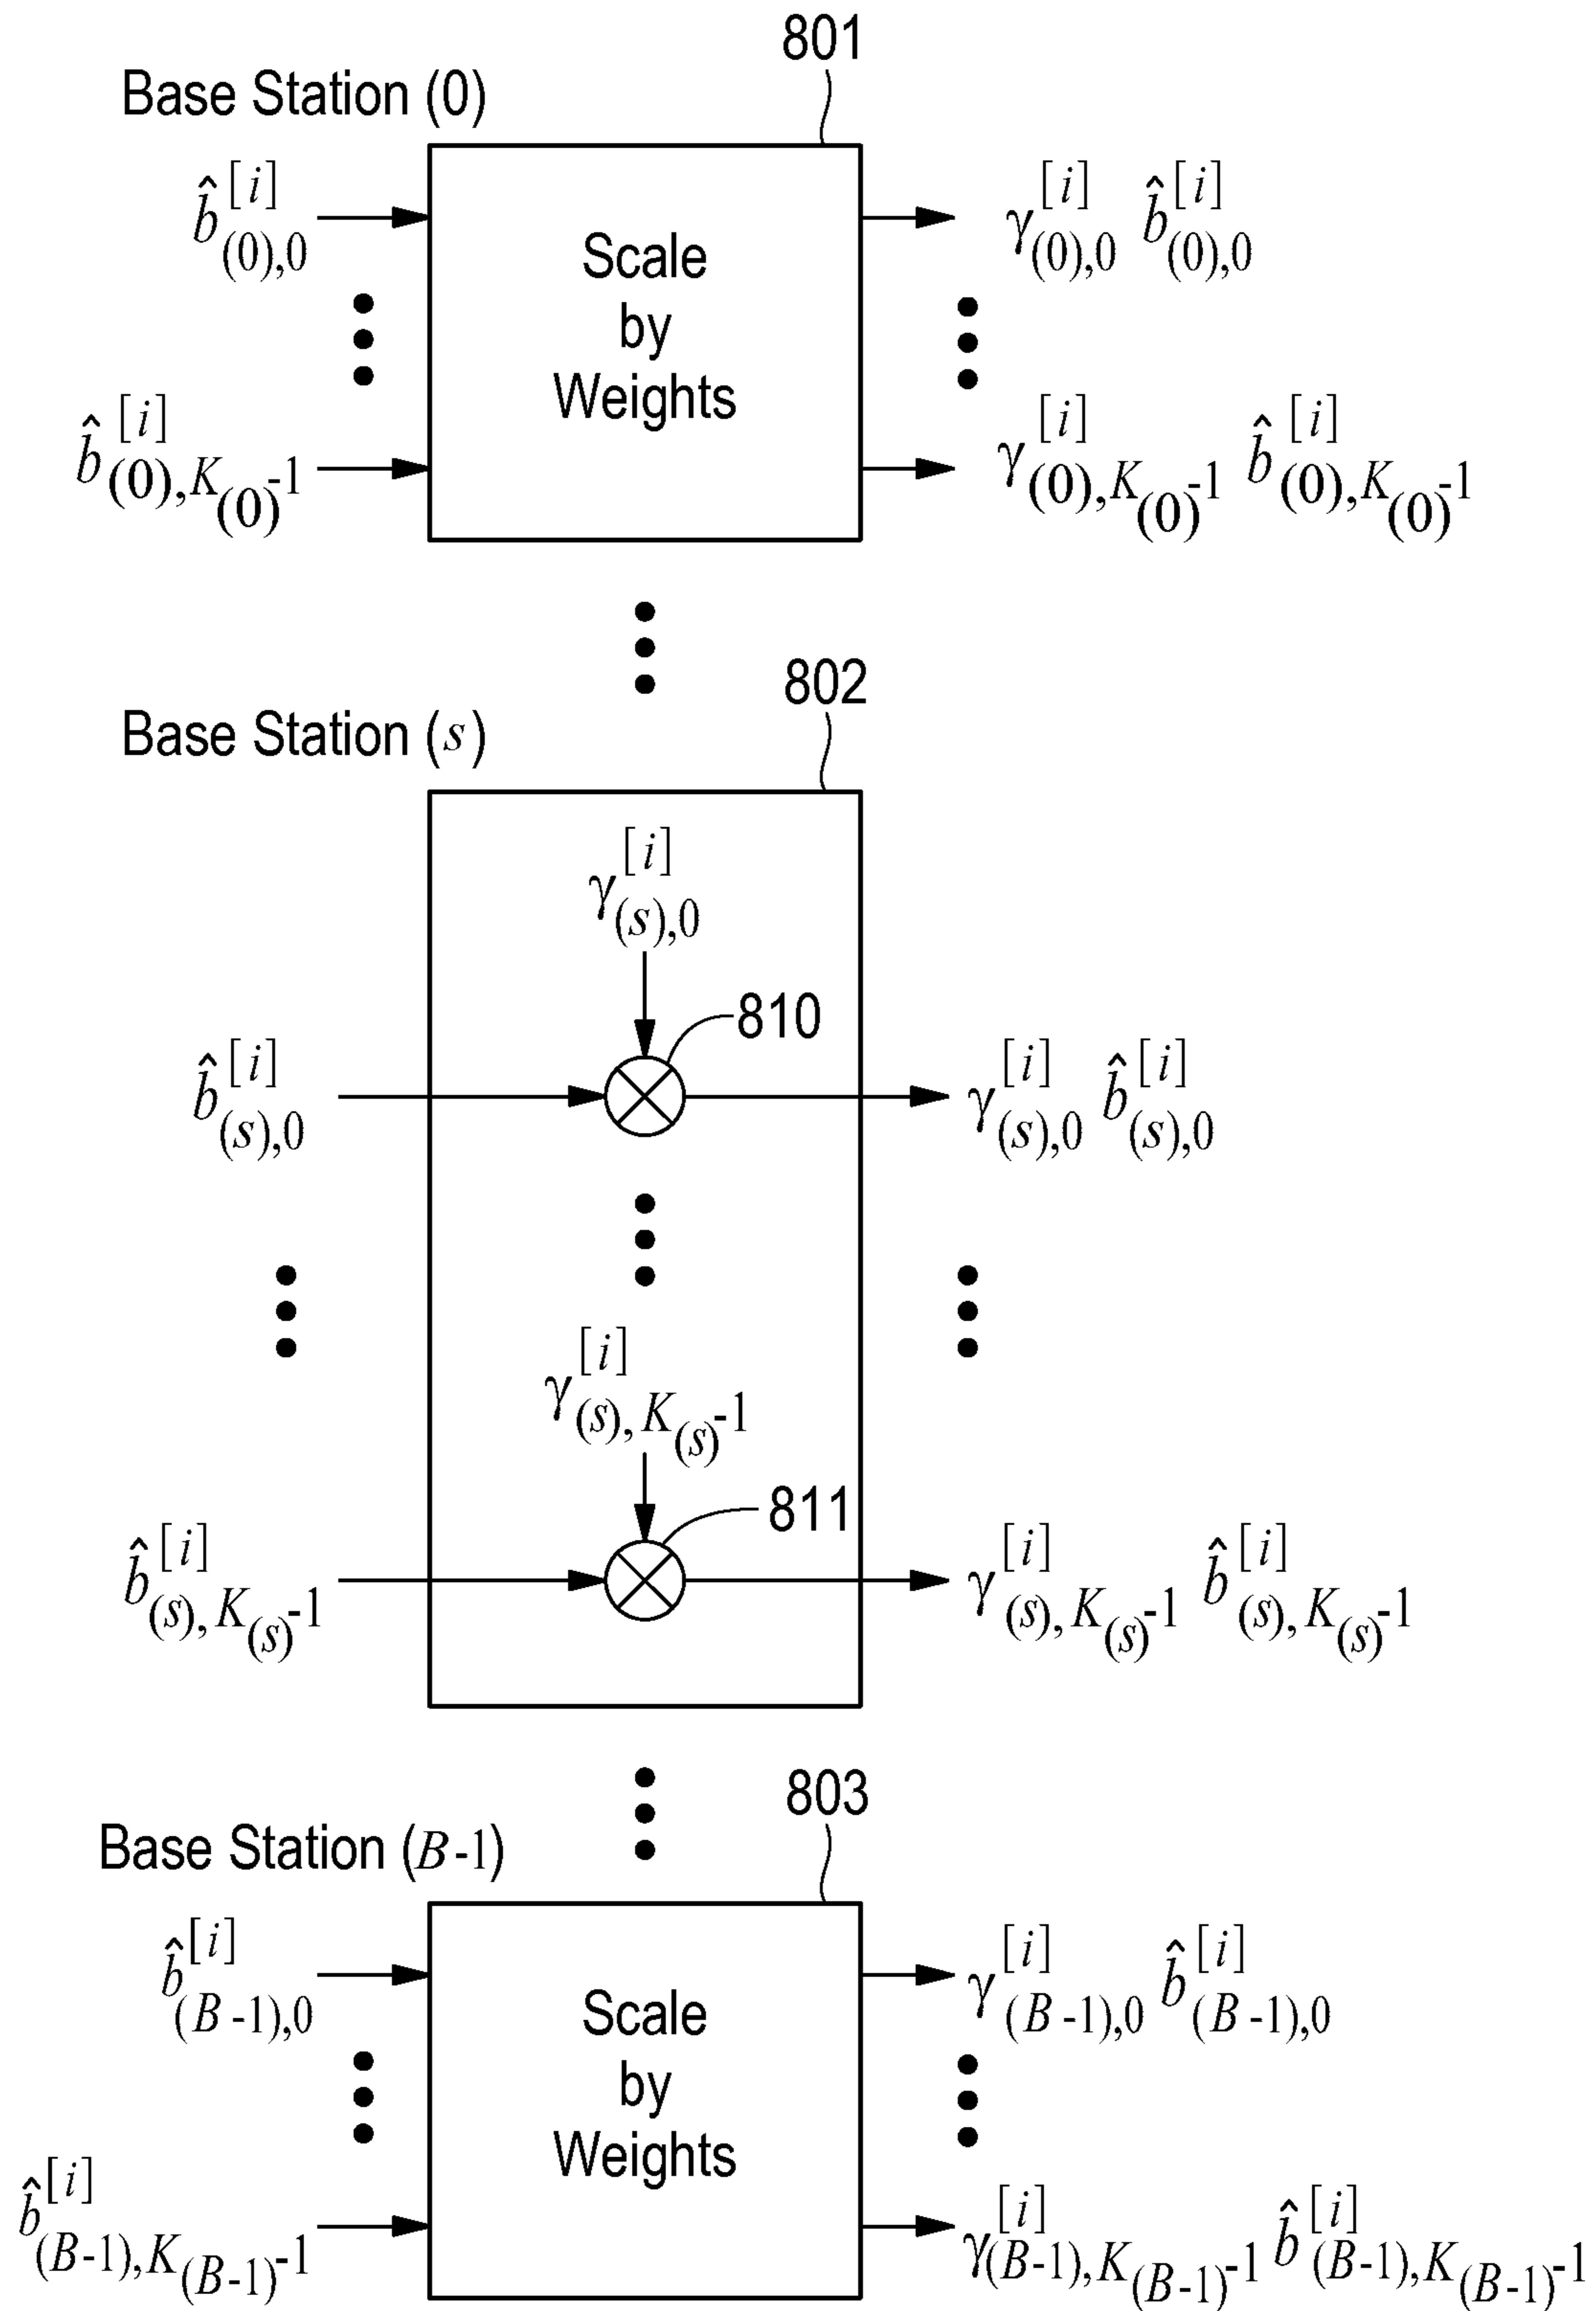 801
Base Station (0)
b̂^[i]_(0),0
Scale
by
Weights
γ^[i]_(0),0 b̂^[i]_(0),0
b̂^[i]_(0),K_(0)-1
γ^[i]_(0),K_(0)-1 b̂^[i]_(0),K_(0)-1
802
Base Station (s)
γ^[i]_(s),0
810
b̂^[i]_(s),0
γ^[i]_(s),0 b̂^[i]_(s),0
γ^[i]_(s),K_(s)-1
811
b̂^[i]_(s),K_(s)-1
γ^[i]_(s),K_(s)-1 b̂^[i]_(s),K_(s)-1
803
Base Station (B-1)
b̂^[i]_(B-1),0
Scale
by
Weights
γ^[i]_(B-1),0 b̂^[i]_(B-1),0
b̂^[i]_(B-1),K_(B-1)-1
γ^[i]_(B-1),K_(B-1)-1 b̂^[i]_(B-1),K_(B-1)-1